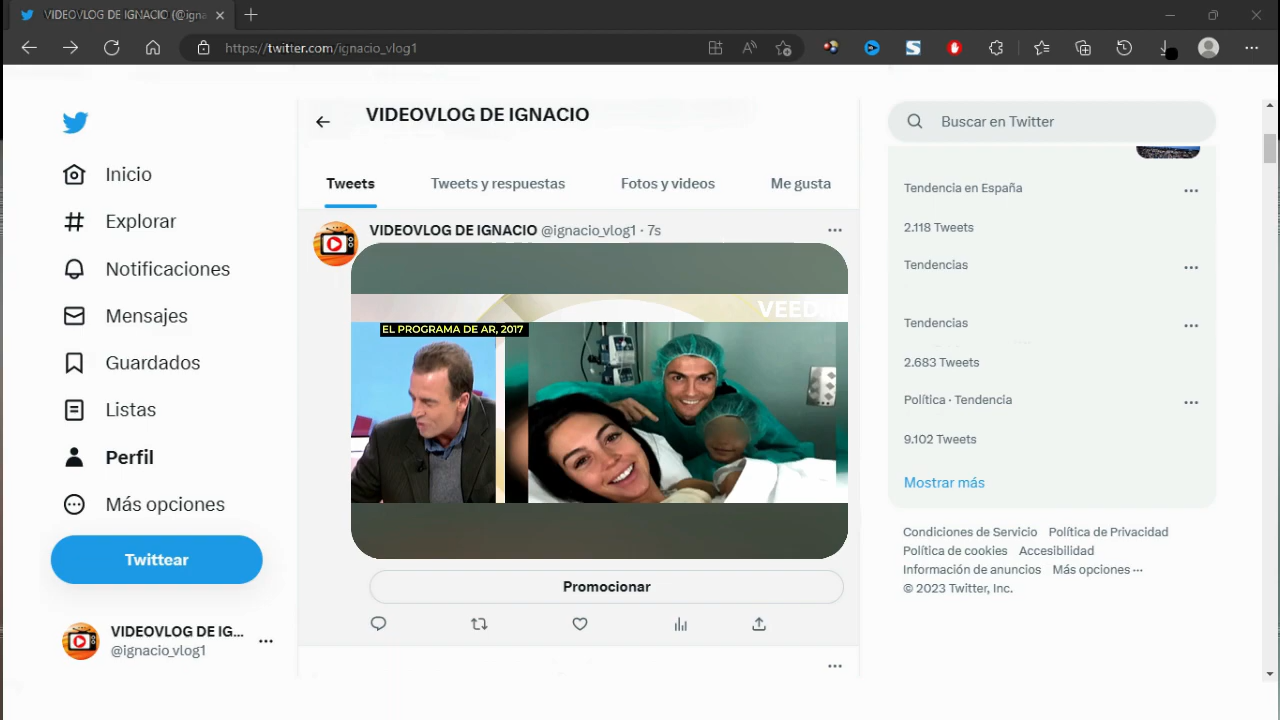 VIDEOVLOG DE IGNACIO (@igna
https://twitter.com/ignacio_vlog1
VIDEOVLOG DE IGNACIO
Buscar en Twitter
Inicio
Explorar
Notificaciones
Mensajes
Guardados
Listas
Perfil
Más opciones
Twittear
VIDEOVLOG DE IG...
@ignacio_vlog1
Tweets
Tweets y respuestas
Fotos y videos
Me gusta
VIDEOVLOG DE IGNACIO @ignacio_vlog1 · 7s
VEED.
EL PROGRAMA DE AR, 2017
Promocionar
Tendencia en España
2.118 Tweets
Tendencias
Tendencias
2.683 Tweets
Política · Tendencia
9.102 Tweets
Mostrar más
Condiciones de Servicio Política de Privacidad
Política de cookies Accesibilidad
Información de anuncios Más opciones ···
© 2023 Twitter, Inc.